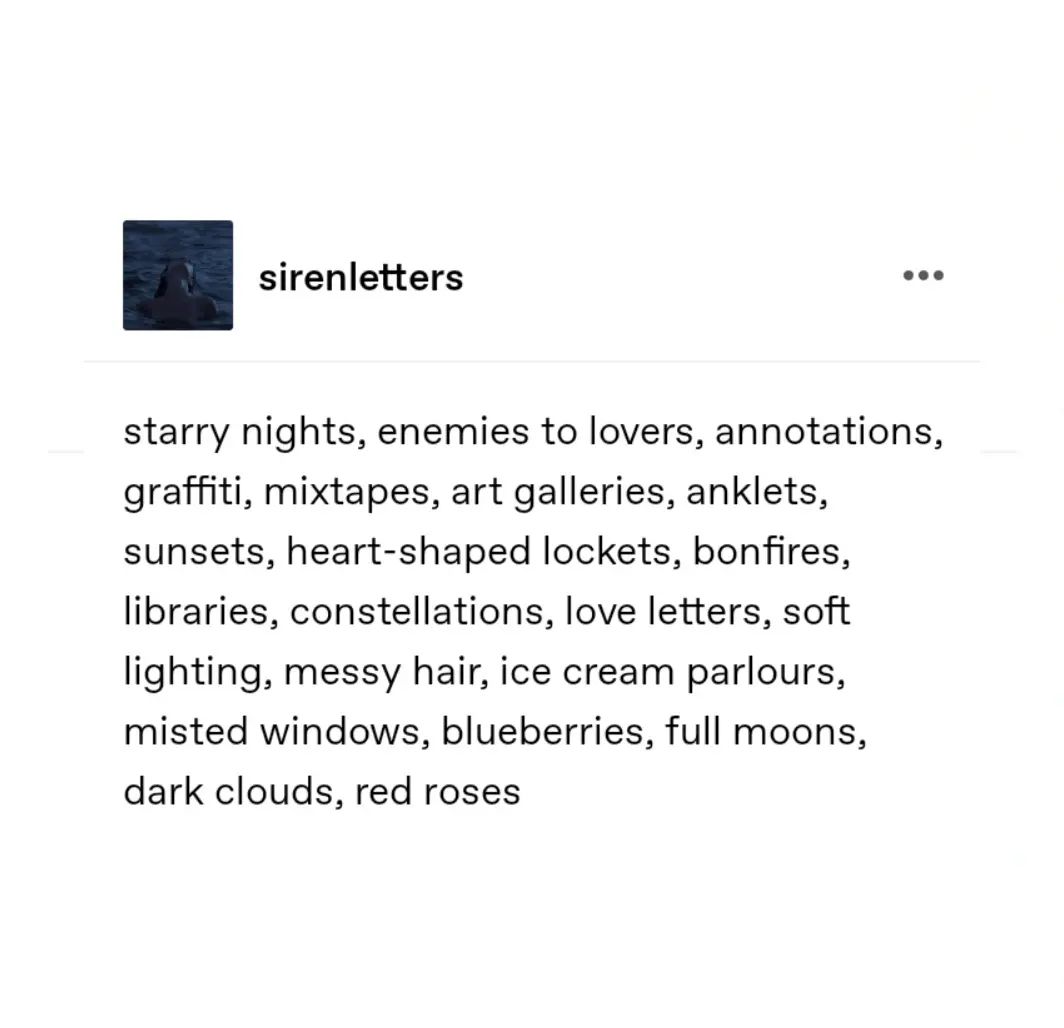 sirenletters
starry nights, enemies to lovers, annotations,
graffiti, mixtapes, art galleries, anklets,
sunsets, heart-shaped lockets, bonfires,
libraries, constellations, love letters, soft
lighting, messy hair, ice cream parlours,
misted windows, blueberries, full moons,
dark clouds, red roses